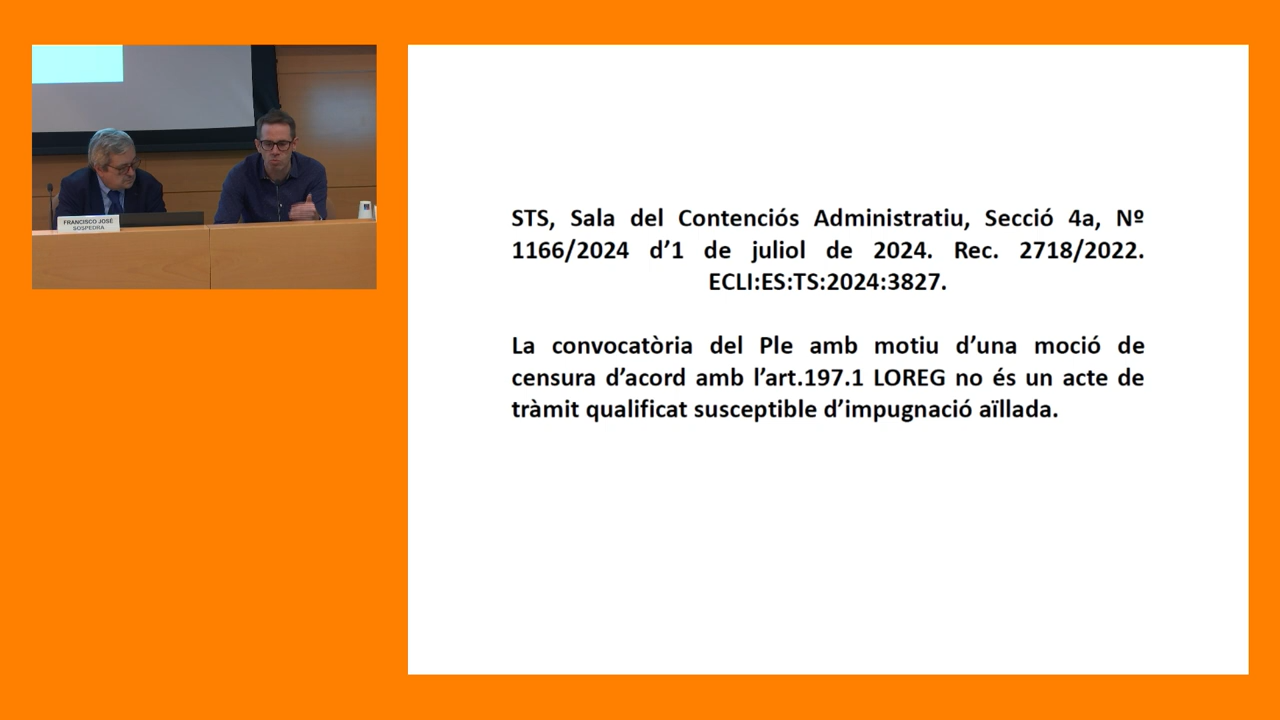 FRANCISCO JOSÉ
SOSPEDRA
STS, Sala del Contenciós Administratiu, Secció 4a, Nº
1166/2024 d’1 de juliol de 2024. Rec. 2718/2022.
ECLI:ES:TS:2024:3827.
La convocatòria del Ple amb motiu d’una moció de
censura d’acord amb l’art.197.1 LOREG no és un acte de
tràmit qualificat susceptible d’impugnació aïllada.